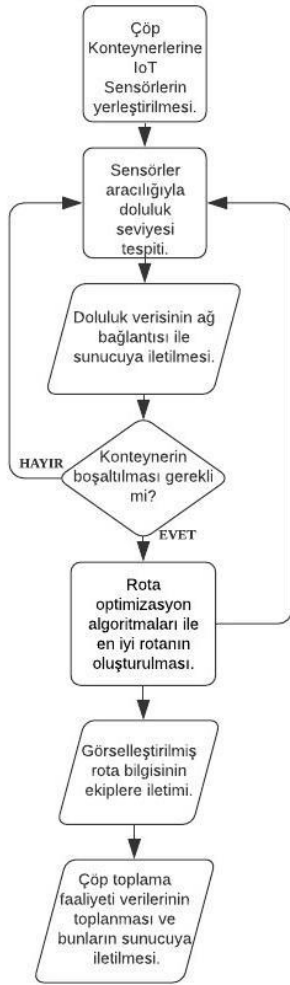 Çöp
Konteynerlerine
IoT
Sensörlerin
yerleştirilmesi.
Sensörler
aracılığıyla
doluluk
seviyesi
tespiti.
Doluluk verisinin ağ
bağlantısı ile
sunucuya iletilmesi.
HAYIR
Konteynerin
boşaltılması gerekli
mi?
EVET
Rota
optimizasyon
algoritmaları ile
en iyi rotanın
oluşturulması.
Görselleştirilmiş
rota bilgisinin
ekiplere iletimi.
Çöp toplama
faaliyeti verilerinin
toplanması ve
bunların sunucuya
iletilmesi.